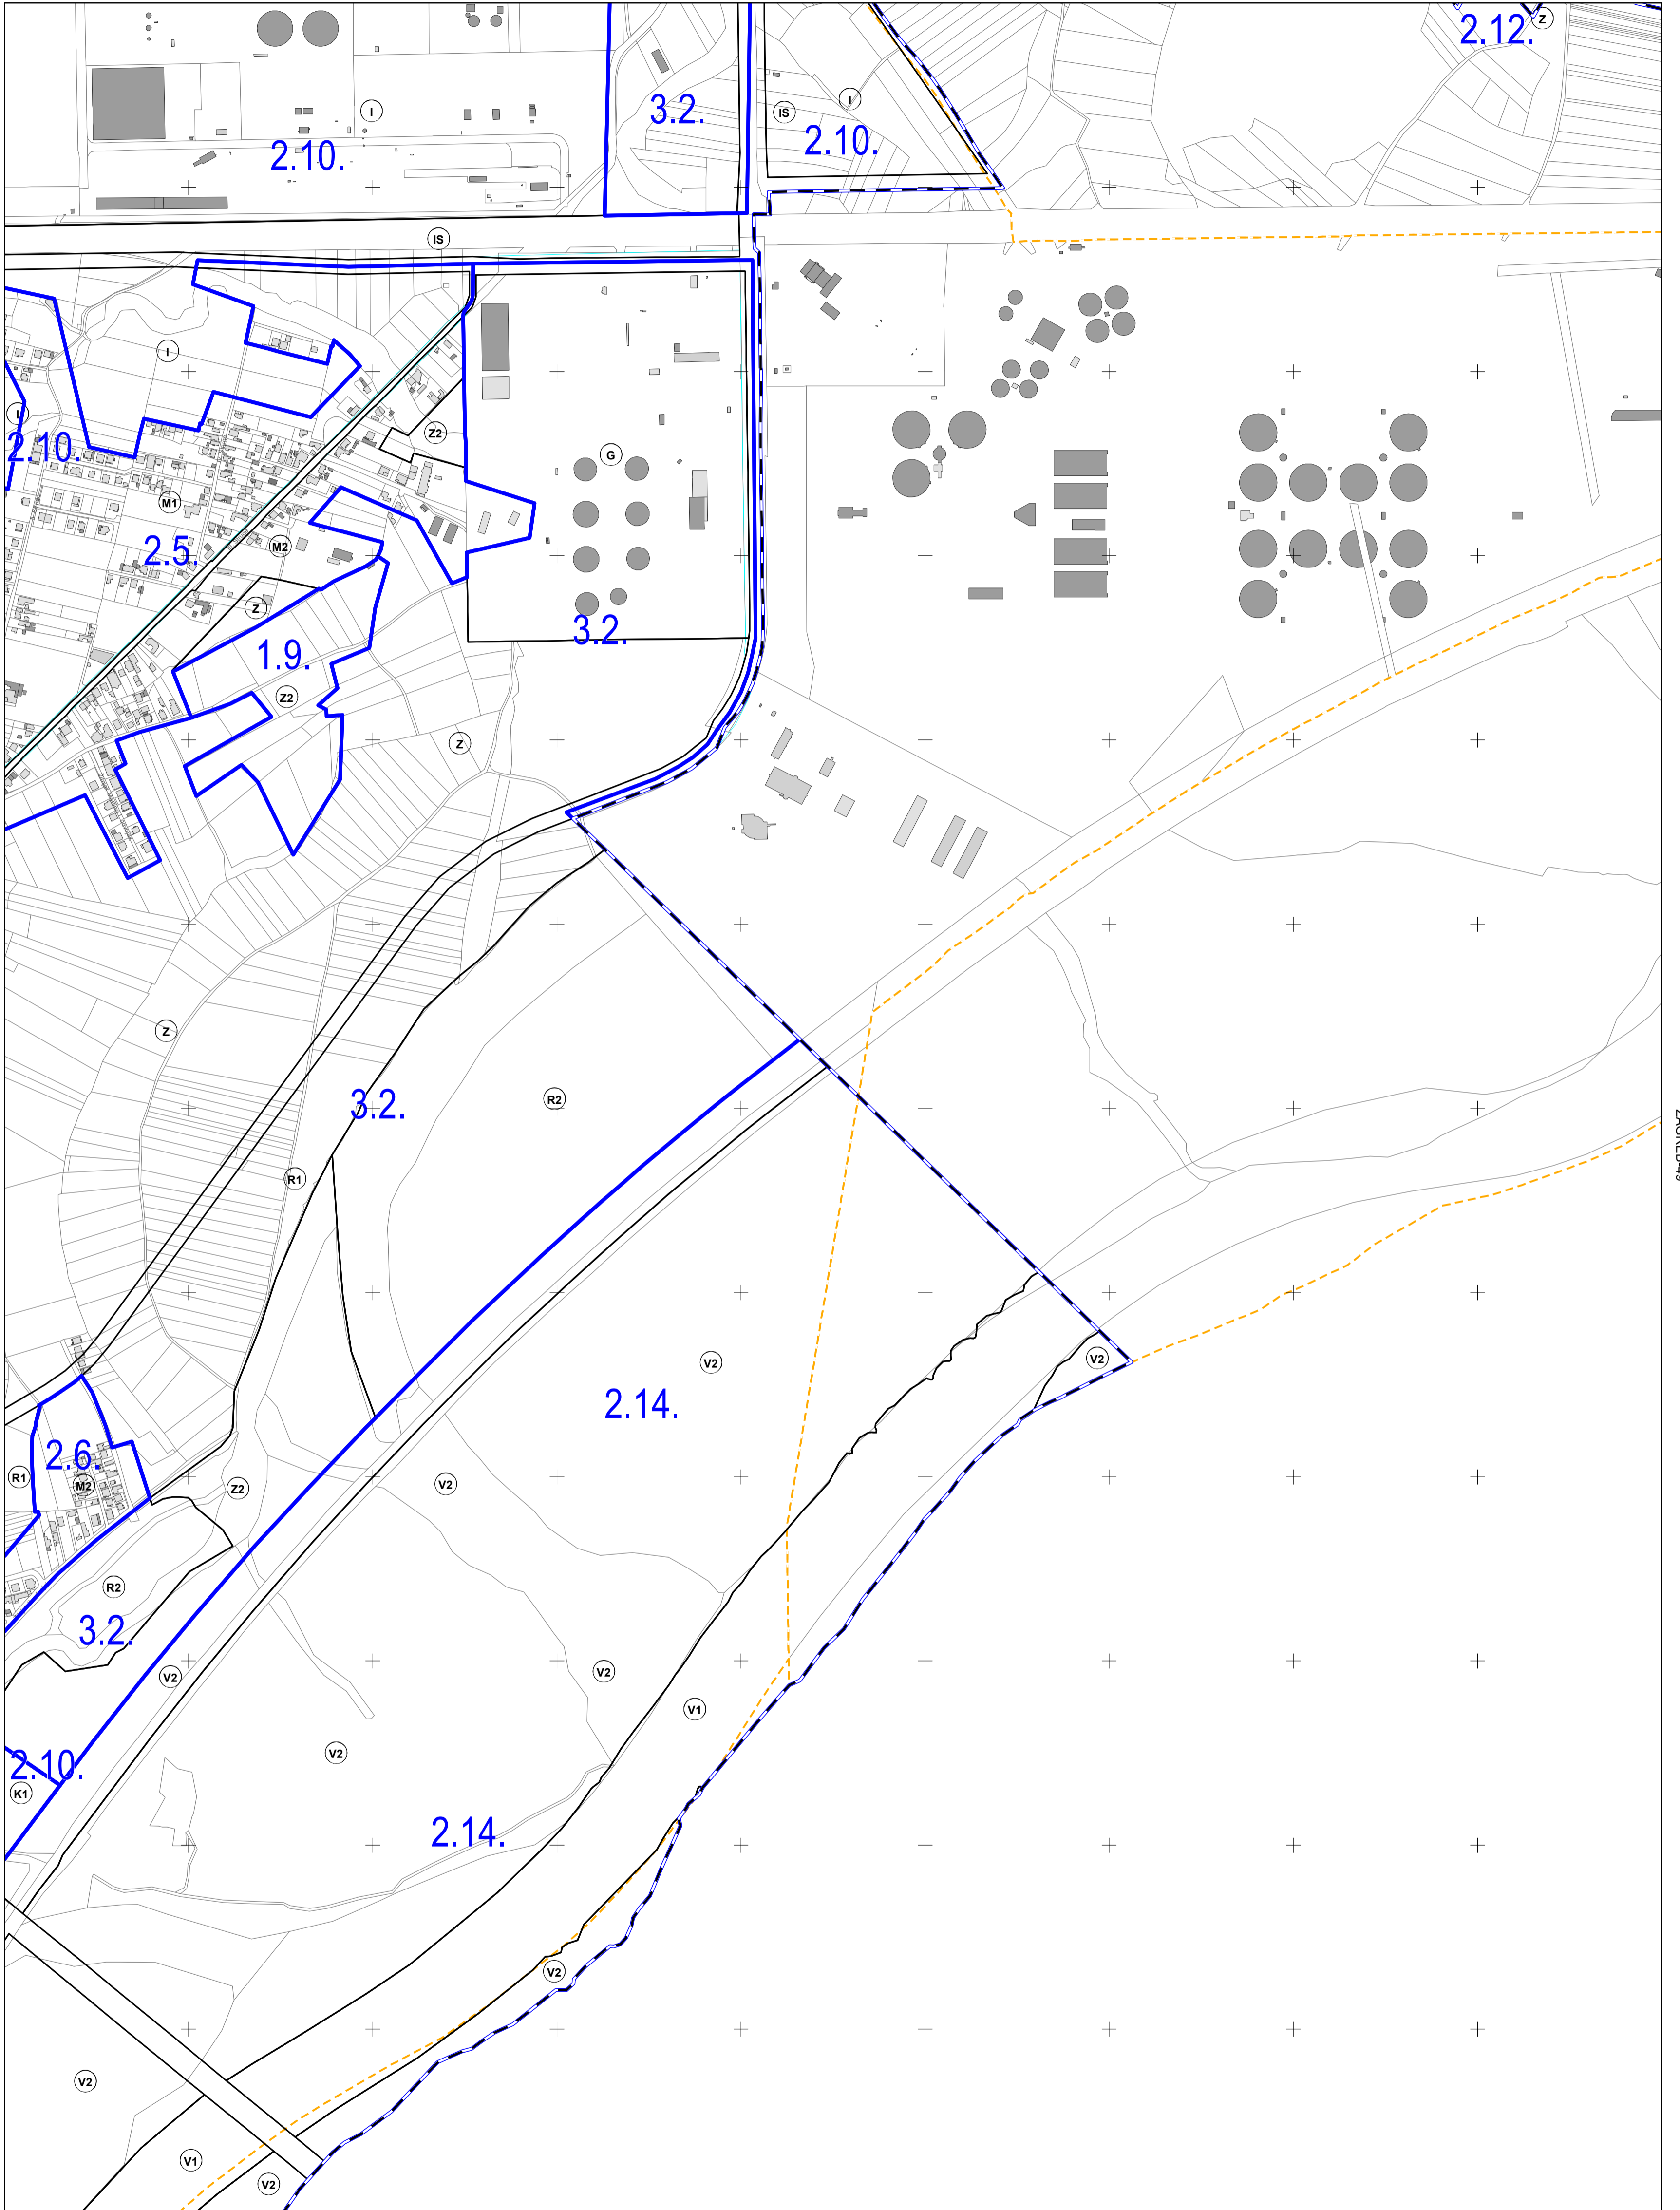 2.12.
Z
3.2.
I
IS
I
2.10.
2.10.
IS
I
I
2.10.
Z2
G
M1
2.5.
M2
Z
3.2.
1.9.
Z2
Z
Z
3.2.
R2
R1
V2
V2
2.14.
2.6.
R1
M2
Z2
V2
R2
3.2.
V2
V2
V1
V2
2.10.
K1
2.14.
V2
V2
V1
V2